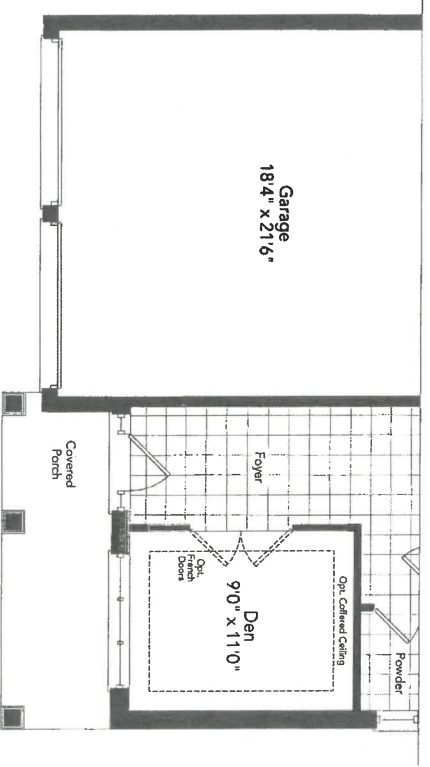 Garage
18'4" x 21'6"
Foyer
Covered
Porch
Opt. Coffered Ceiling
Den
9'0" x 11'0"
Opt.
French
Doors
Powder